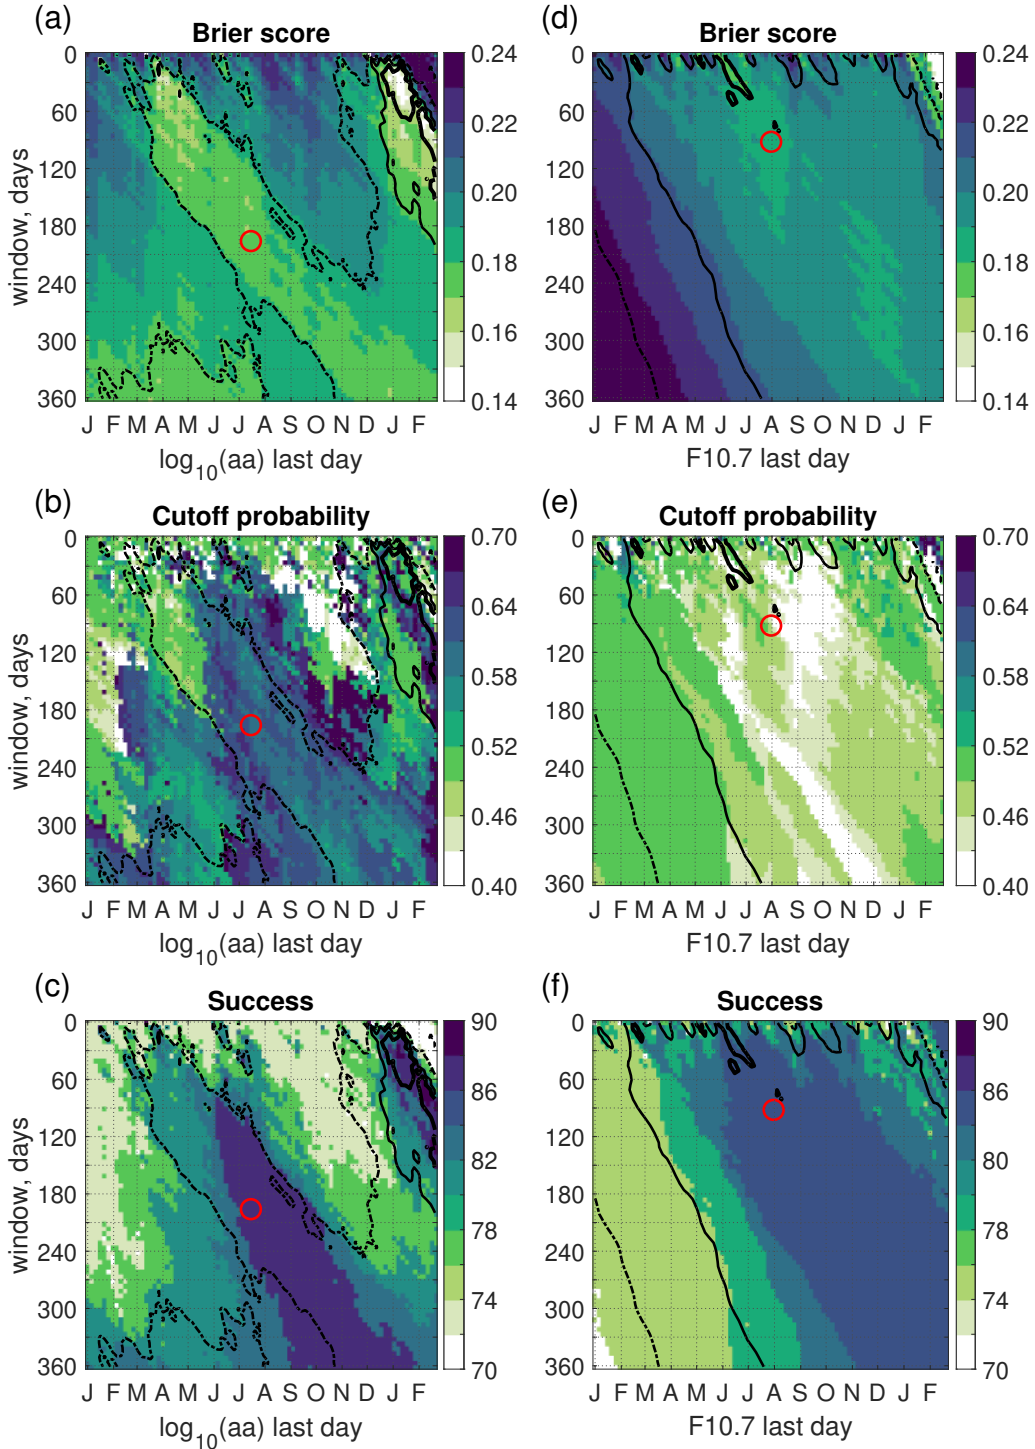 (a)
Brier score
0
60
120
180
240
300
360
window, days
J F M A M J J A S O N D J F
log10(aa) last day
0.24
0.22
0.20
0.18
0.16
0.14
(d)
Brier score
0
60
120
180
240
300
360
J F M A M J J A S O N D J F
F10.7 last day
0.24
0.22
0.20
0.18
0.16
0.14
(b)
Cutoff probability
0
60
120
180
240
300
360
window, days
J F M A M J J A S O N D J F
log10(aa) last day
0.70
0.64
0.58
0.52
0.46
0.40
(e)
Cutoff probability
0
60
120
180
240
300
360
J F M A M J J A S O N D J F
F10.7 last day
0.70
0.64
0.58
0.52
0.46
0.40
(c)
Success
0
60
120
180
240
300
360
window, days
J F M A M J J A S O N D J F
log10(aa) last day
90
86
82
78
74
70
(f)
Success
0
60
120
180
240
300
360
J F M A M J J A S O N D J F
F10.7 last day
90
86
80
78
74
70